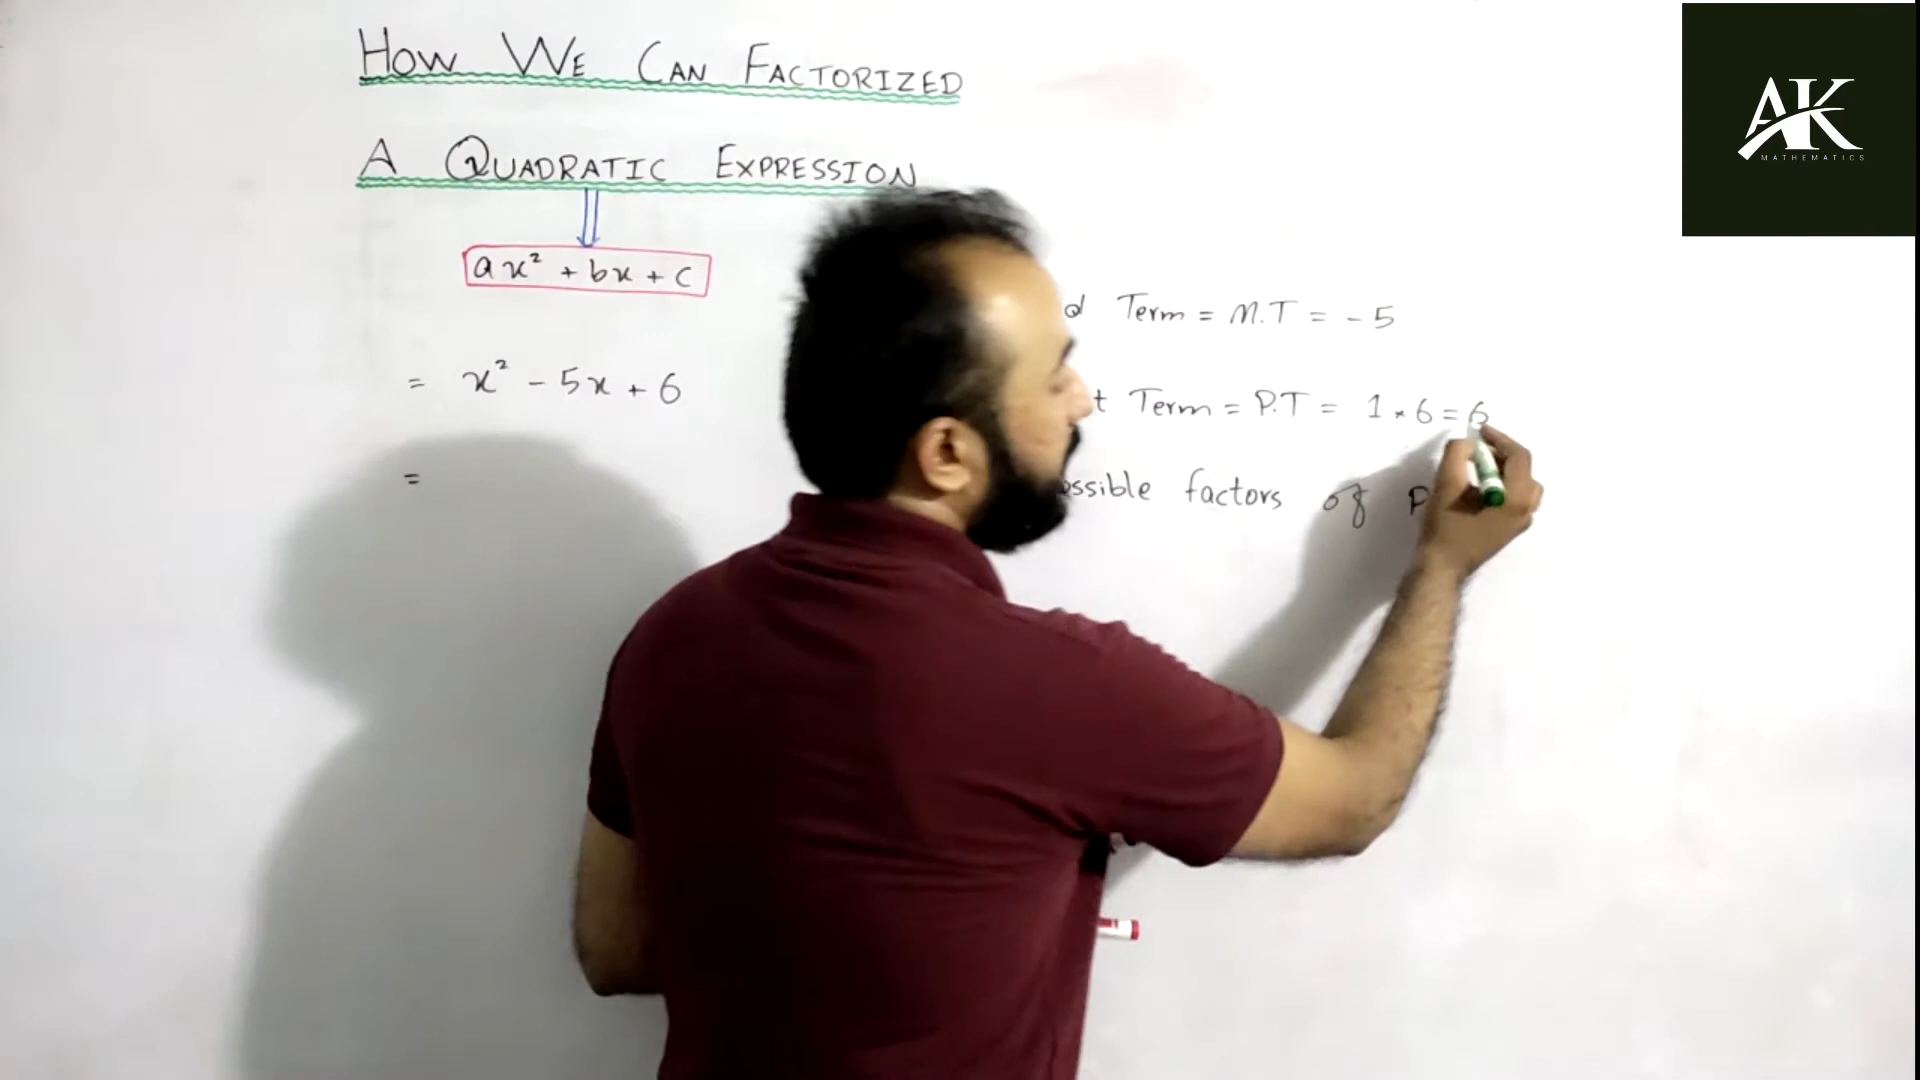 HOW WE CAN FACTORIZED
A QUADRATIC EXPRESSION
ax² + bx + c
= x² - 5x + 6
=
Term = M.T = - 5
Term = P.T = 1 × 6 = 6
factors of
AK
MATHEMATICS